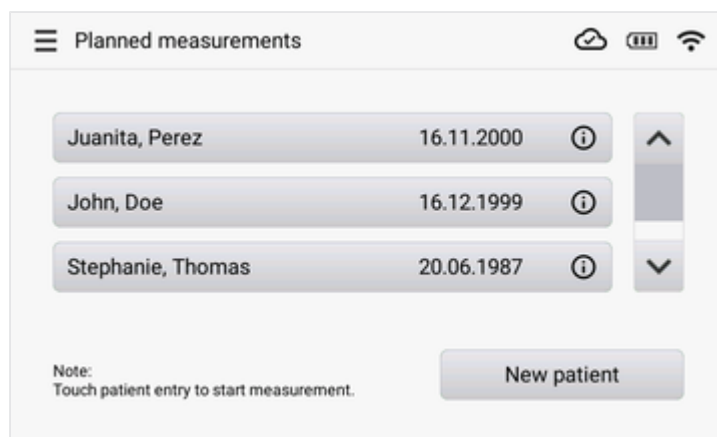 Planned measurements
Juanita, Perez 16.11.2000
John, Doe 16.12.1999
Stephanie, Thomas 20.06.1987
Note:
Touch patient entry to start measurement.
New patient